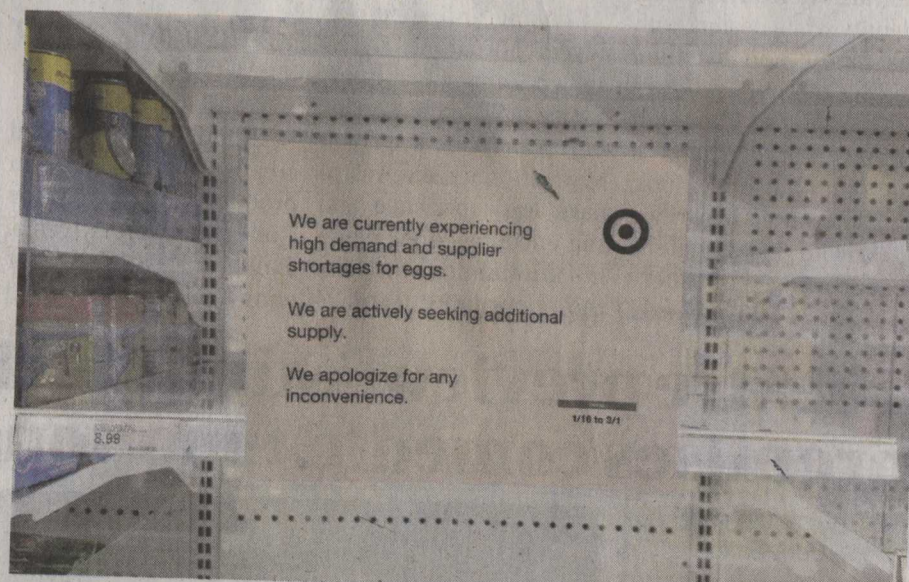 We are currently experiencing
high demand and supplier
shortages for eggs.
We are actively seeking additional
supply.
We apologize for any
inconvenience.
1/16 to 3/1
8.99